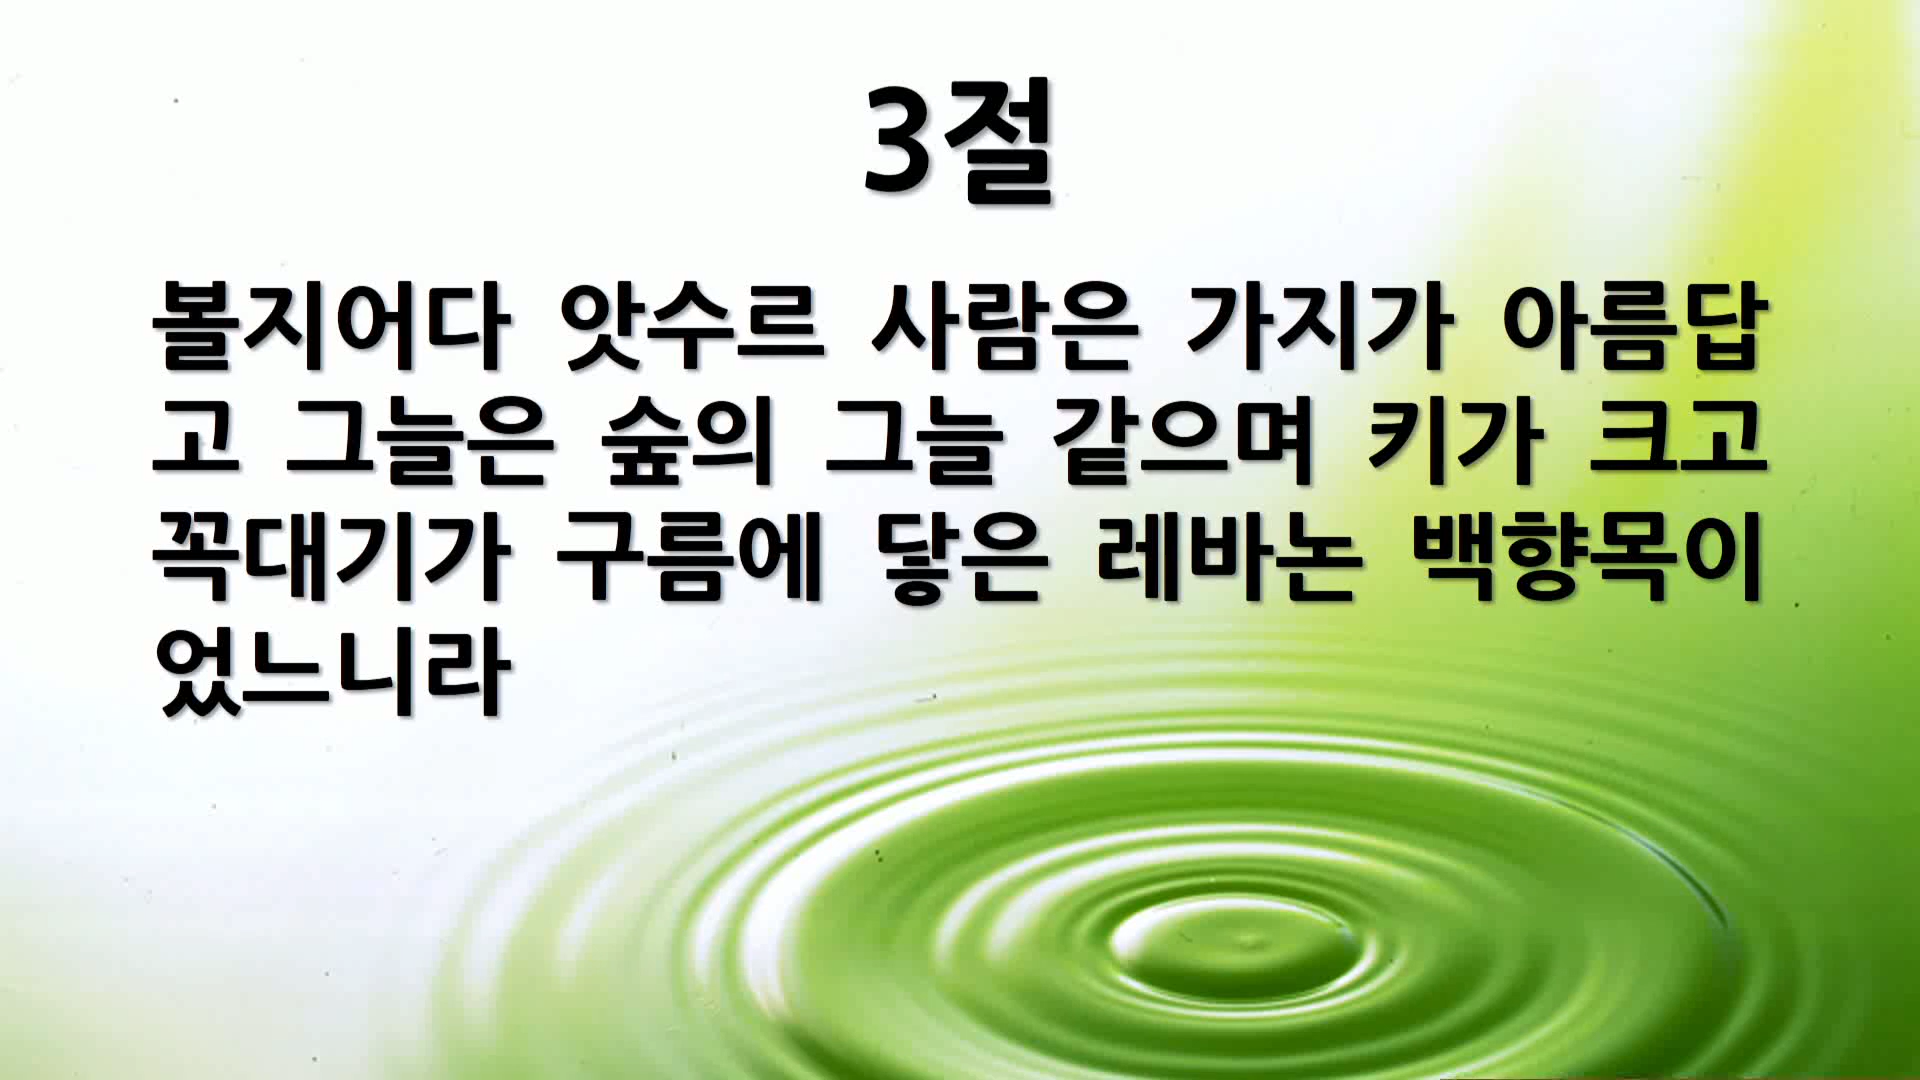 3절
볼지어다 앗수르 사람은 가지가 아름답
고 그늘은 숲의 그늘 같으며 키가 크고
꼭대기가 구름에 닿은 레바논 백향목이
었느니라